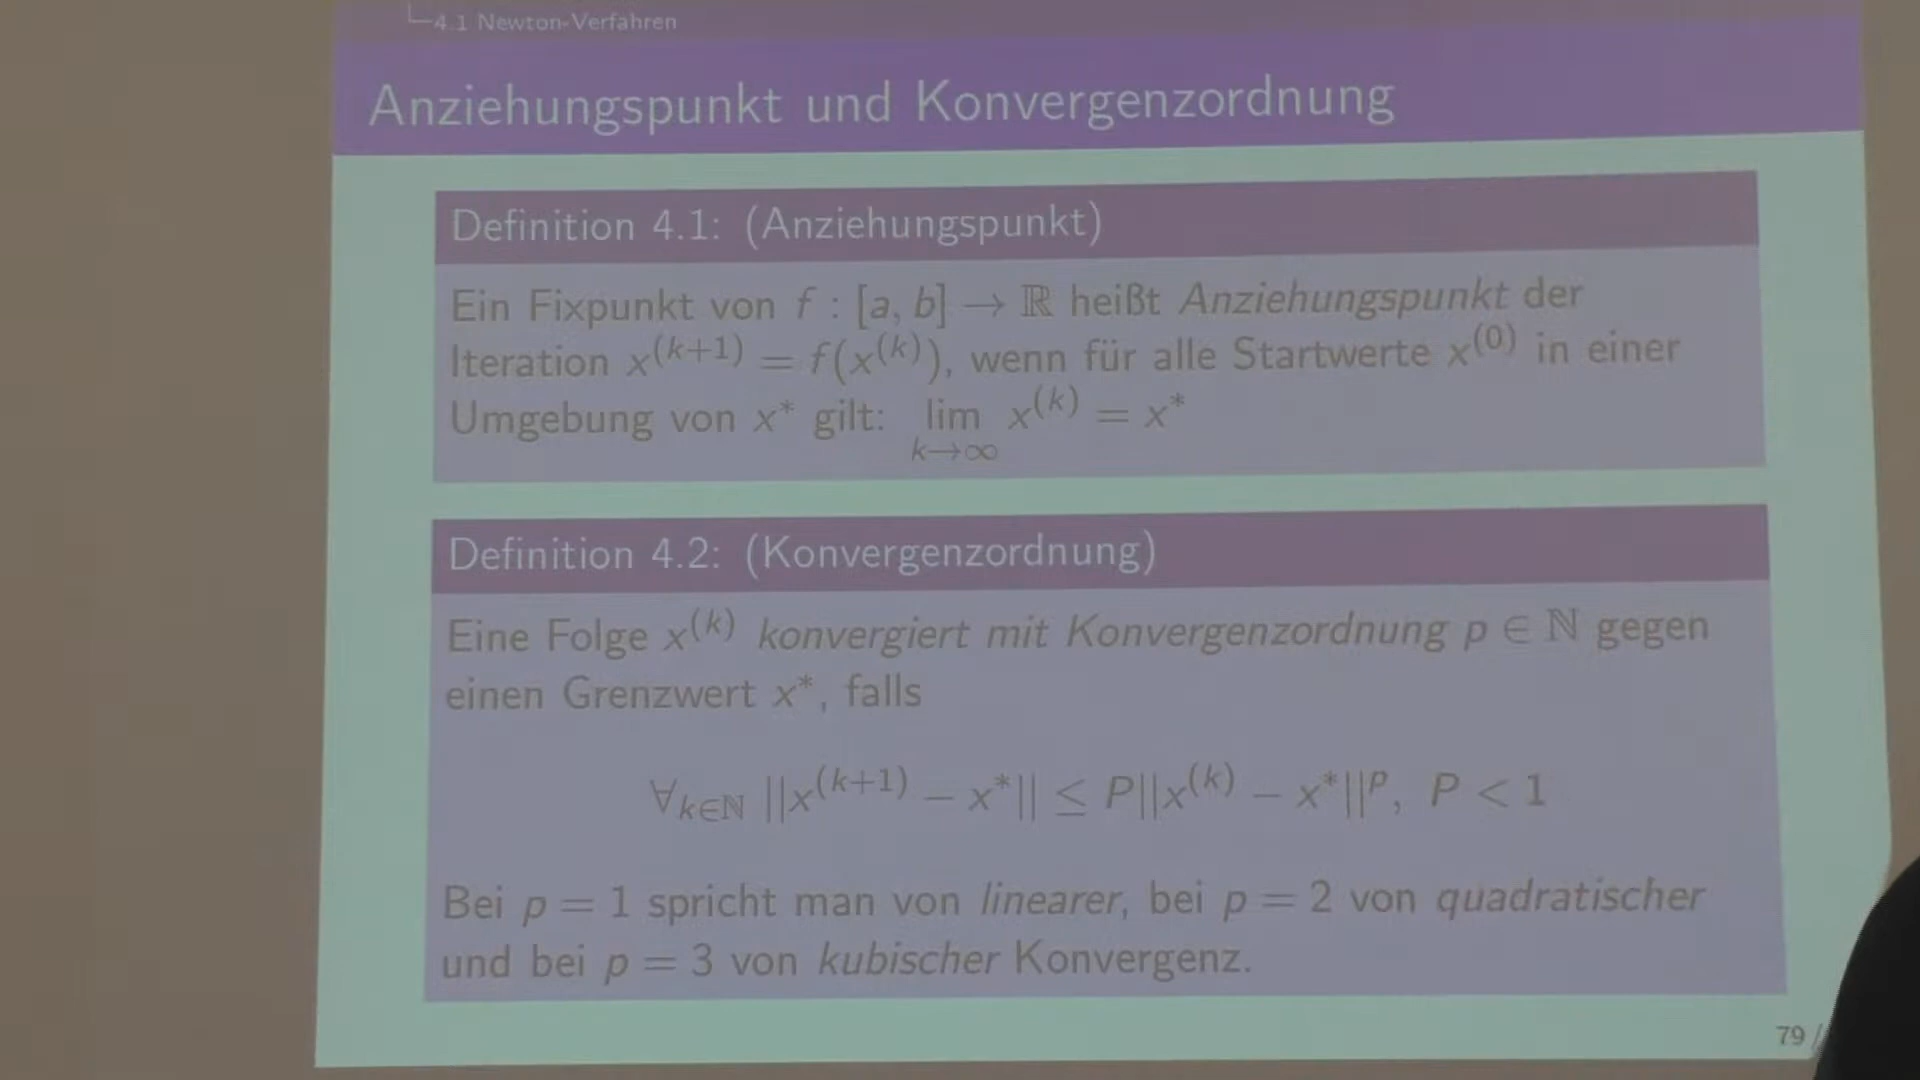 4.1 Newton-Verfahren
Anziehungspunkt und Konvergenzordnung
Definition 4.1: (Anziehungspunkt)
Ein Fixpunkt von f : [a, b] → ℝ heißt Anziehungspunkt der
Iteration x^(k+1) = f(x^(k)), wenn für alle Startwerte x^(0) in einer
Umgebung von x* gilt: lim x^(k) = x*
k→∞
Definition 4.2: (Konvergenzordnung)
Eine Folge x^(k) konvergiert mit Konvergenzordnung p ∈ ℕ gegen
einen Grenzwert x*, falls
∀k∈ℕ ||x^(k+1) − x*|| ≤ P||x^(k) − x*||^p, P < 1
Bei p = 1 spricht man von linearer, bei p = 2 von quadratischer
und bei p = 3 von kubischer Konvergenz.
79 /